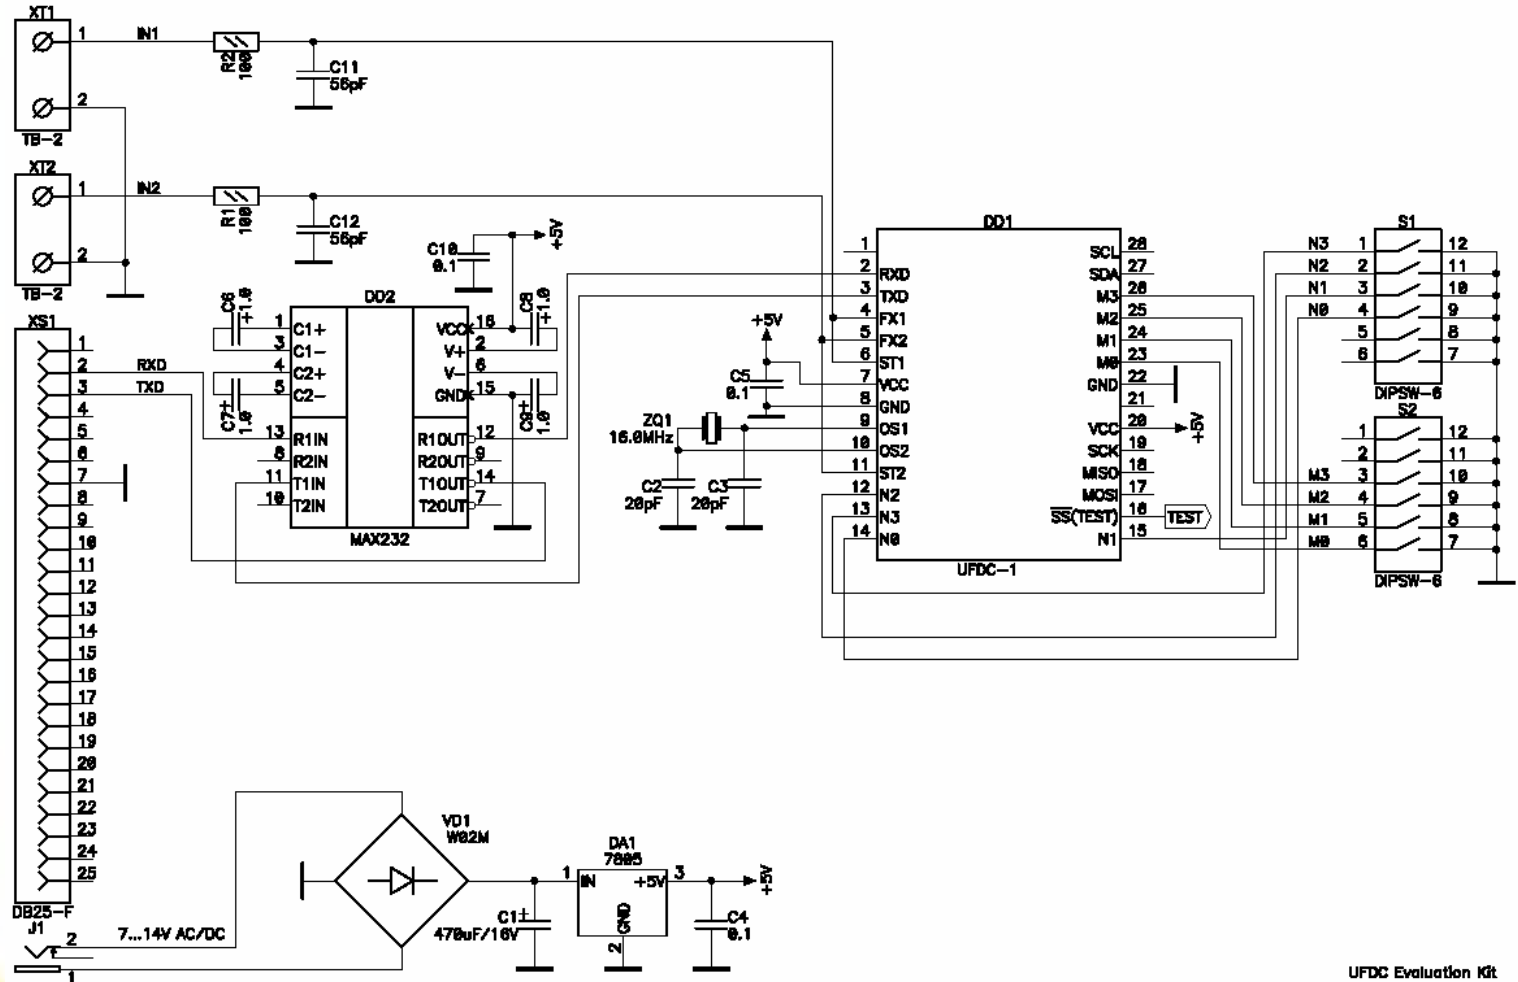 XT1
1 IN1
R2
100
C11
56pF
2
TB-2
XT2
1 IN2
R1
100
C12
56pF
2
TB-2
C10
0.1
+5V
DD2
C6
1.0
1 C1+
3 C1-
4 C2+
5 C2-
C7
1.0
VCC 16
V+ 2
V- 6
GND 15
C8
1.0
C9
1.0
13 R1IN
8 R2IN
11 T1IN
10 T2IN
R1OUT 12
R2OUT 9
T1OUT 14
T2OUT 7
MAX232
XS1
1
2 RXD
3 TXD
4
5
6
7
8
9
10
11
12
13
14
15
16
17
18
19
20
21
22
23
24
25
DB25-F
DD1
1
2 RXD
3 TXD
4 FX1
5 FX2
6 ST1
7 VCC
8 GND
9 OS1
10 OS2
11 ST2
12 N2
13 N3
14 N0
SCL 28
SDA 27
M3 26
M2 25
M1 24
M0 23
GND 22
21
VCC 20
+5V
SCK 19
MISO 18
MOSI 17
SS(TEST) 16
TEST
N1 15
UFDC-1
+5V
C5
0.1
ZQ1
16.0MHz
C2
20pF
C3
20pF
S1
N3 1 12
N2 2 11
N1 3 10
N0 4 9
5 8
6 7
DIPSW-6
S2
1 12
2 11
M3 3 10
M2 4 9
M1 5 8
M0 6 7
DIPSW-6
J1
2
7...14V AC/DC
1
VD1
W02M
C1
470uF/16V
DA1
7805
1 IN +5V 3
GND
2
C4
0.1
+5V
UFDC Evaluation Kit